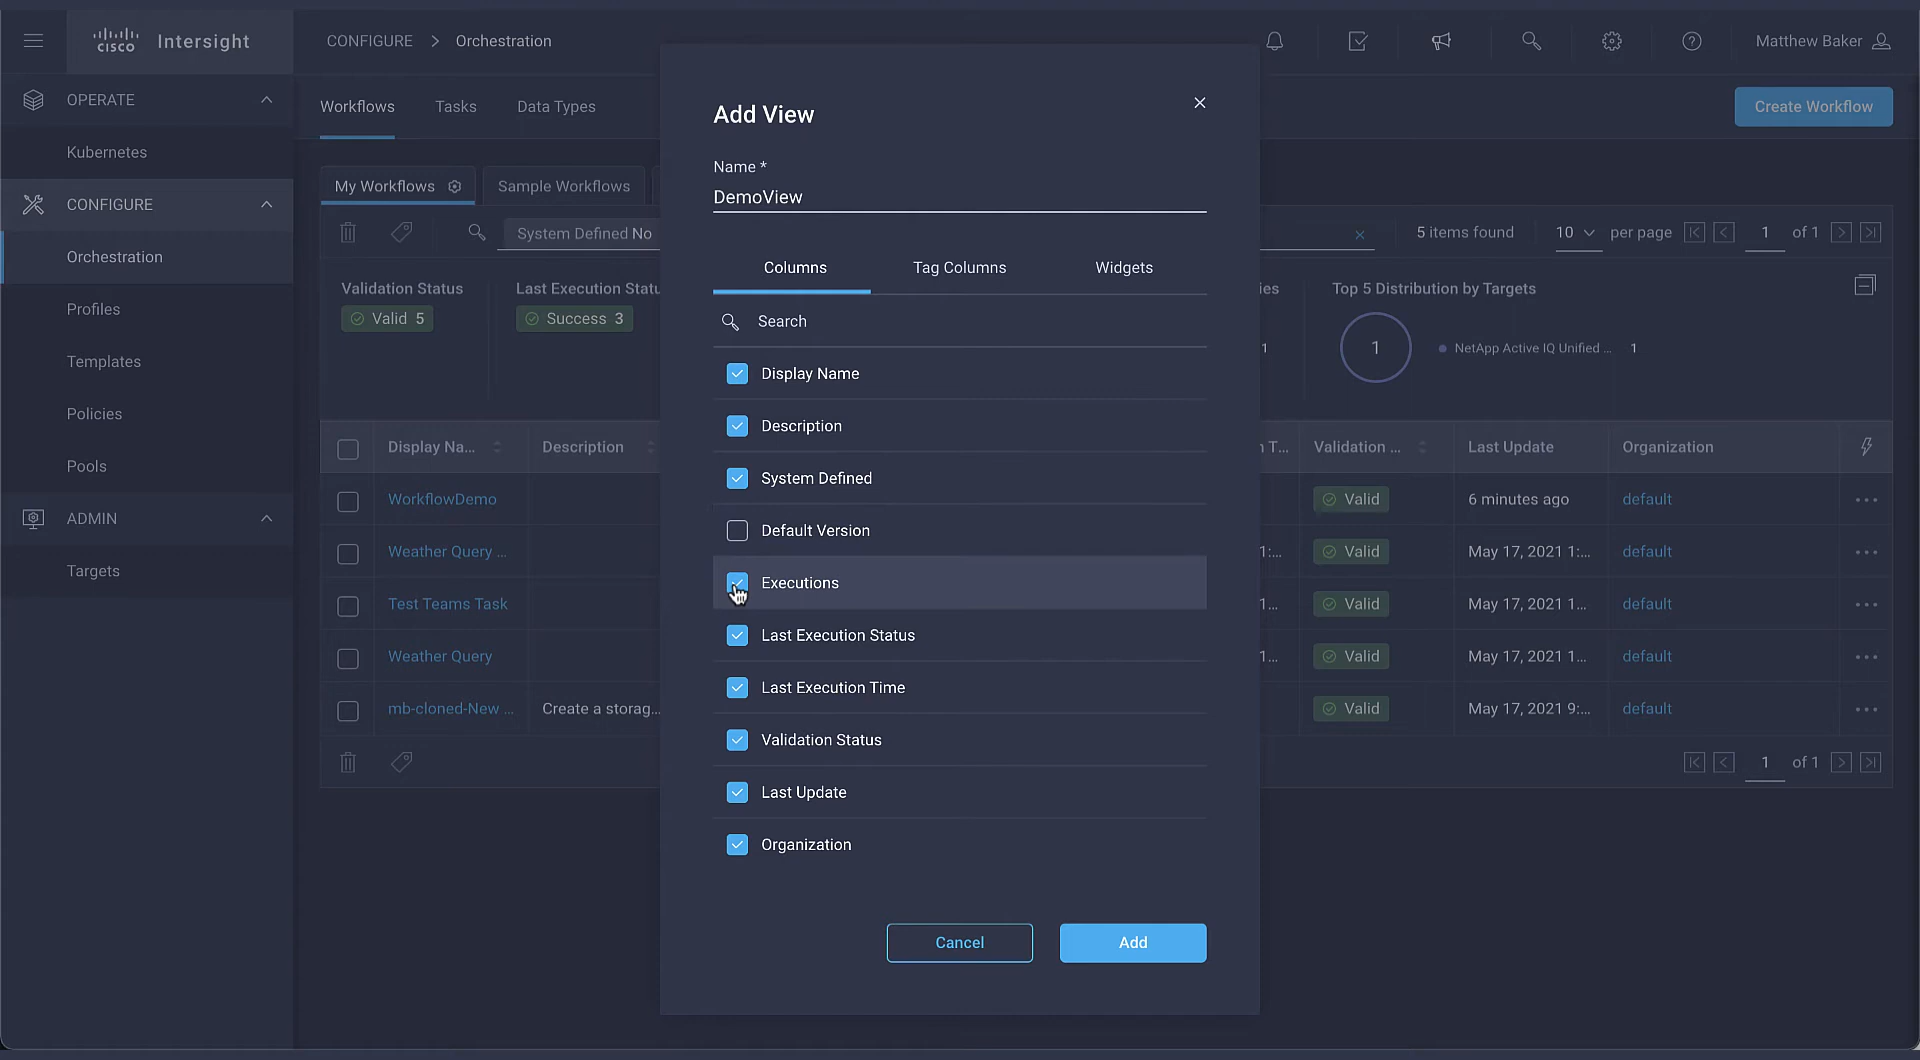 CISCO Intersight
CONFIGURE > Orchestration
Matthew Baker
OPERATE
Kubernetes
CONFIGURE
Orchestration
Profiles
Templates
Policies
Pools
ADMIN
Targets
Workflows Tasks Data Types
Create Workflow
My Workflows Sample Workflows
System Defined No
5 items found 10 per page 1 of 1
Validation Status
Valid 5
Last Execution Statu
Success 3
ies
1
Top 5 Distribution by Targets
1 NetApp Active IQ Unified ... 1
Display Na... Description n T... Validation ... Last Update Organization
WorkflowDemo Valid 6 minutes ago default
Weather Query ... 1:... Valid May 17, 2021 1:... default
Test Teams Task 1... Valid May 17, 2021 1... default
Weather Query 1... Valid May 17, 2021 1... default
mb-cloned-New ... Create a storag... Valid May 17, 2021 9:... default
1 of 1
Add View
Name *
DemoView
Columns Tag Columns Widgets
Search
Display Name
Description
System Defined
Default Version
Executions
Last Execution Status
Last Execution Time
Validation Status
Last Update
Organization
Cancel Add